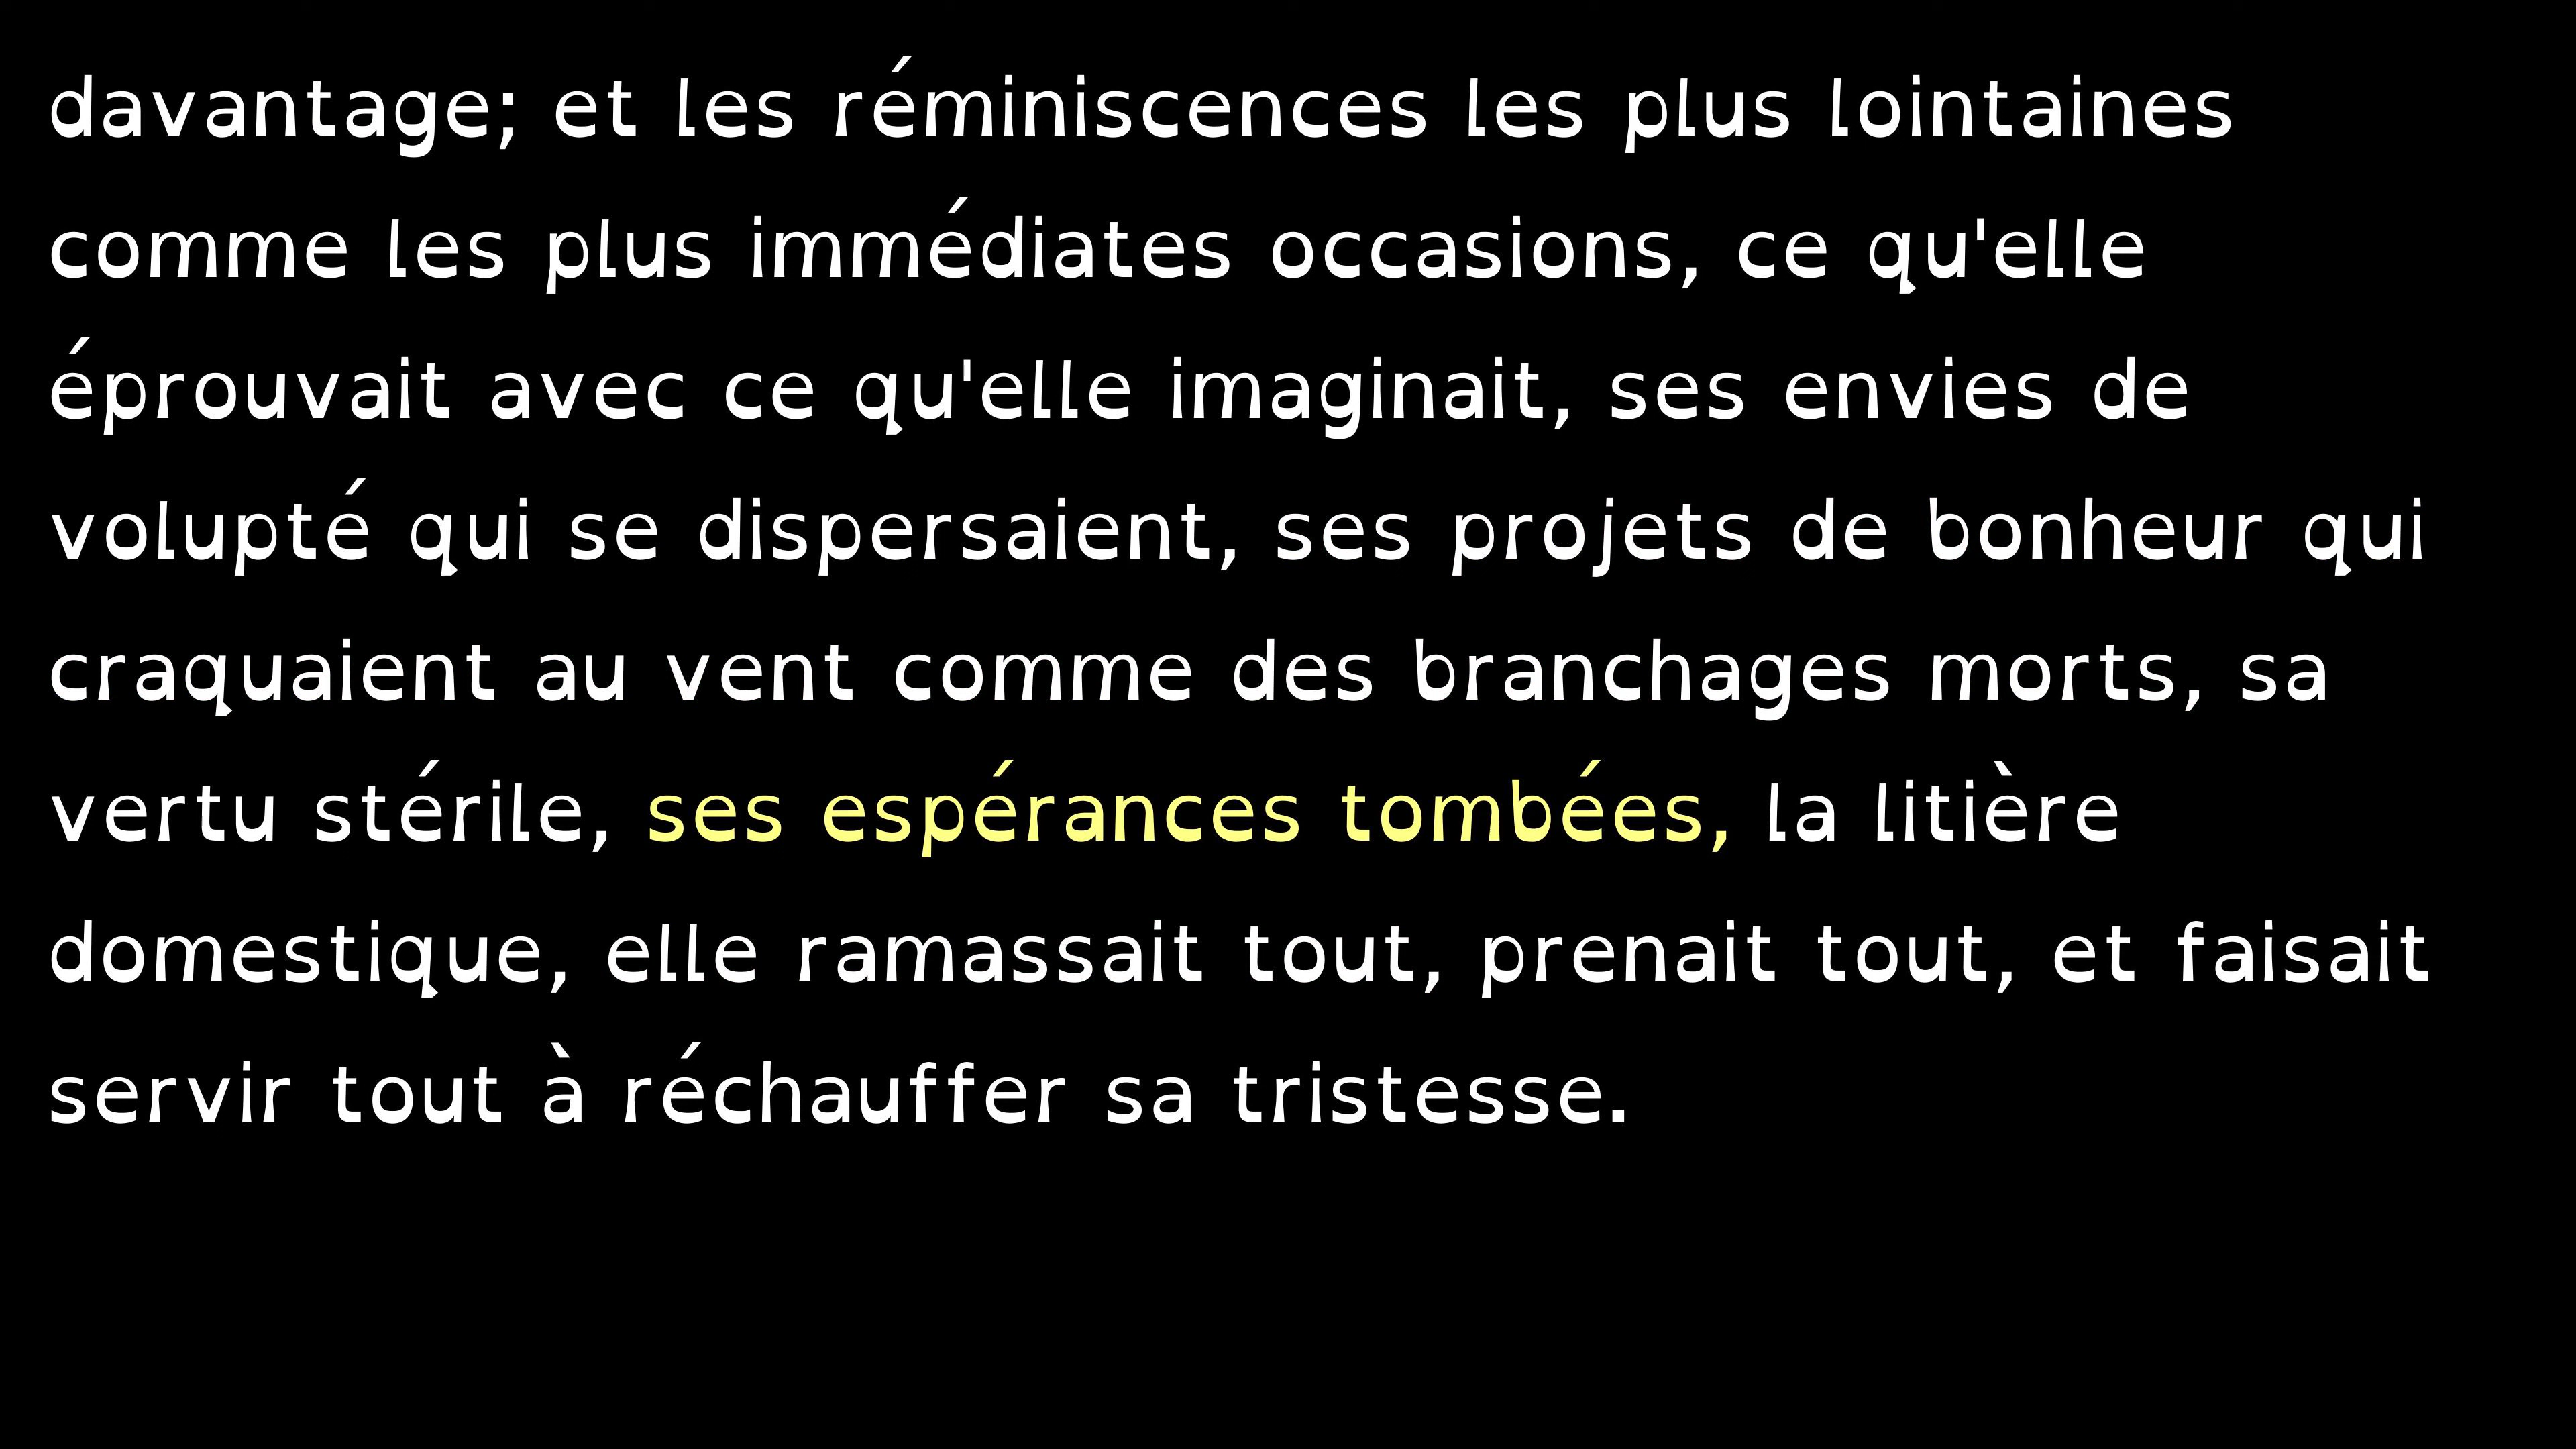 davantage; et les réminiscences les plus lointaines
comme les plus immédiates occasions, ce qu'elle
éprouvait avec ce qu'elle imaginait, ses envies de
volupté qui se dispersaient, ses projets de bonheur qui
craquaient au vent comme des branchages morts, sa
vertu stérile, ses espérances tombées, la litière
domestique, elle ramassait tout, prenait tout, et faisait
servir tout à réchauffer sa tristesse.